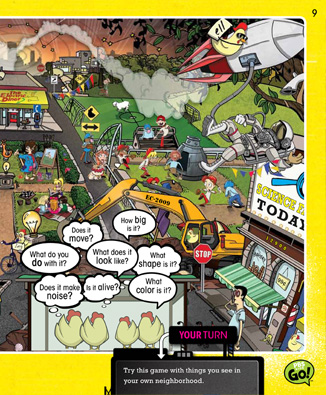 9
ell
EC-2000
SCIENCE
TODAY
STOP
Does it
move?
How big
is it?
What do you
do with it?
What does it
look like?
What
shape is it?
Does it make
noise?
Is it alive?
What
color is it?
YOUR TURN
Try this game with things you see in
your own neighborhood.
Go!